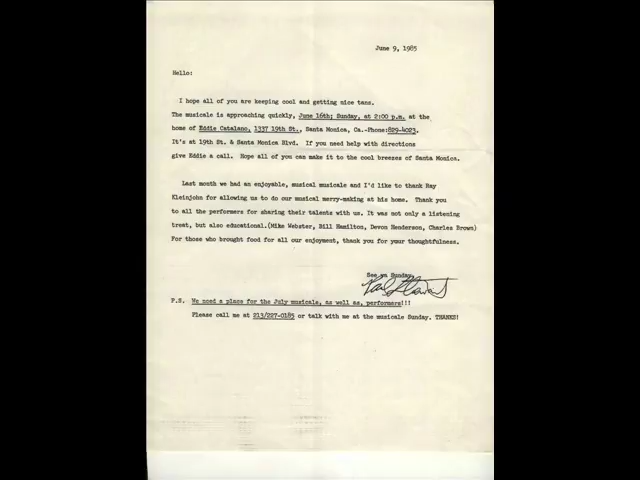 June 9, 1985
Hello:
I hope all of you are keeping cool and getting nice tans.
The musicale is approaching quickly, June 16th; Sunday, at 2:00 p.m. at the
home of Eddie Catalano, 1337 19th St., Santa Monica, Ca.-Phone:829-4023.
It's at 19th St. & Santa Monica Blvd. If you need help with directions
give Eddie a call. Hope all of you can make it to the cool breezes of Santa Monica.
Last month we had an enjoyable, musical musicale and I'd like to thank Ray
Kleinjohn for allowing us to do our musical merry-making at his home. Thank you
to all the performers for sharing their talents with us. It was not only a listening
treat, but also educational.(Mike Webster, Bill Hamilton, Devon Henderson, Charles Brown)
For those who brought food for all our enjoyment, thank you for your thoughtfulness.
See ya Sunday,
P.S. We need a place for the July musicale, as well as, performers!!!
Please call me at 213/227-0185 or talk with me at the musicale Sunday. THANKS!